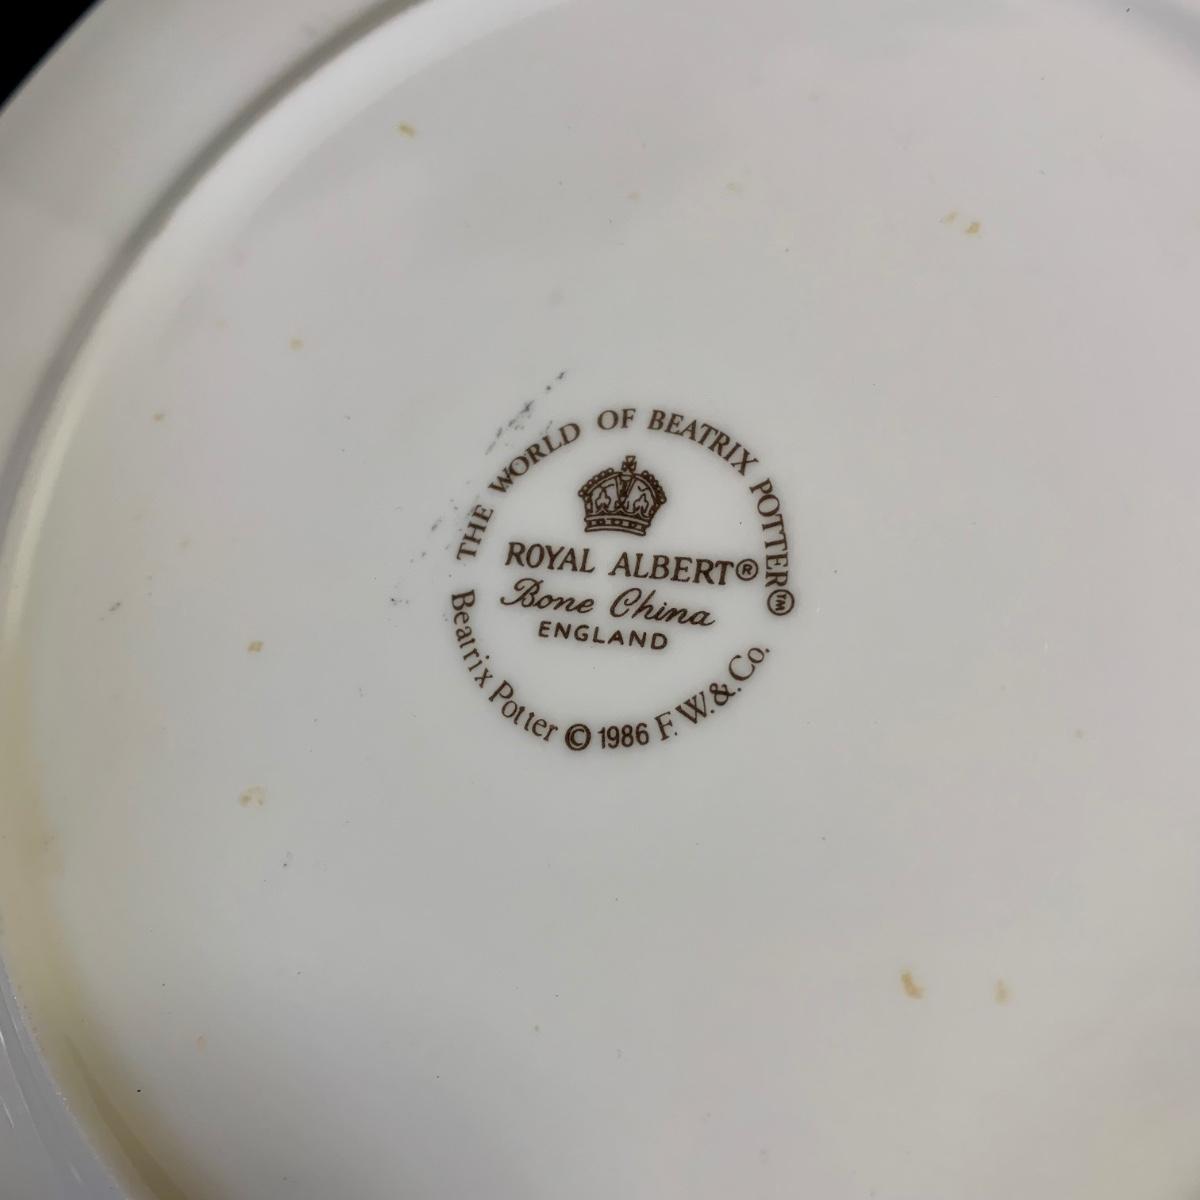 THE WORLD OF BEATRIX POTTER™
ROYAL ALBERT®
Bone China
ENGLAND
Beatrix Potter © 1986 F. W. & Co.